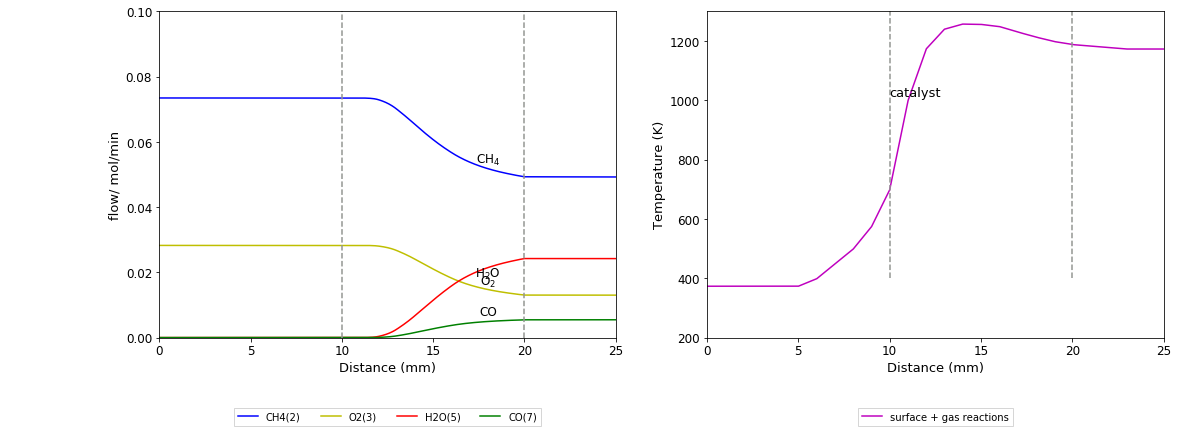 0.10
0.08
0.06
0.04
0.02
0.00
flow/ mol/min
CH4
H2O
O2
CO
0 5 10 15 20 25
Distance (mm)
CH4(2) O2(3) H2O(5) CO(7)
1200
1000
800
600
400
200
Temperature (K)
catalyst
0 5 10 15 20 25
Distance (mm)
surface + gas reactions